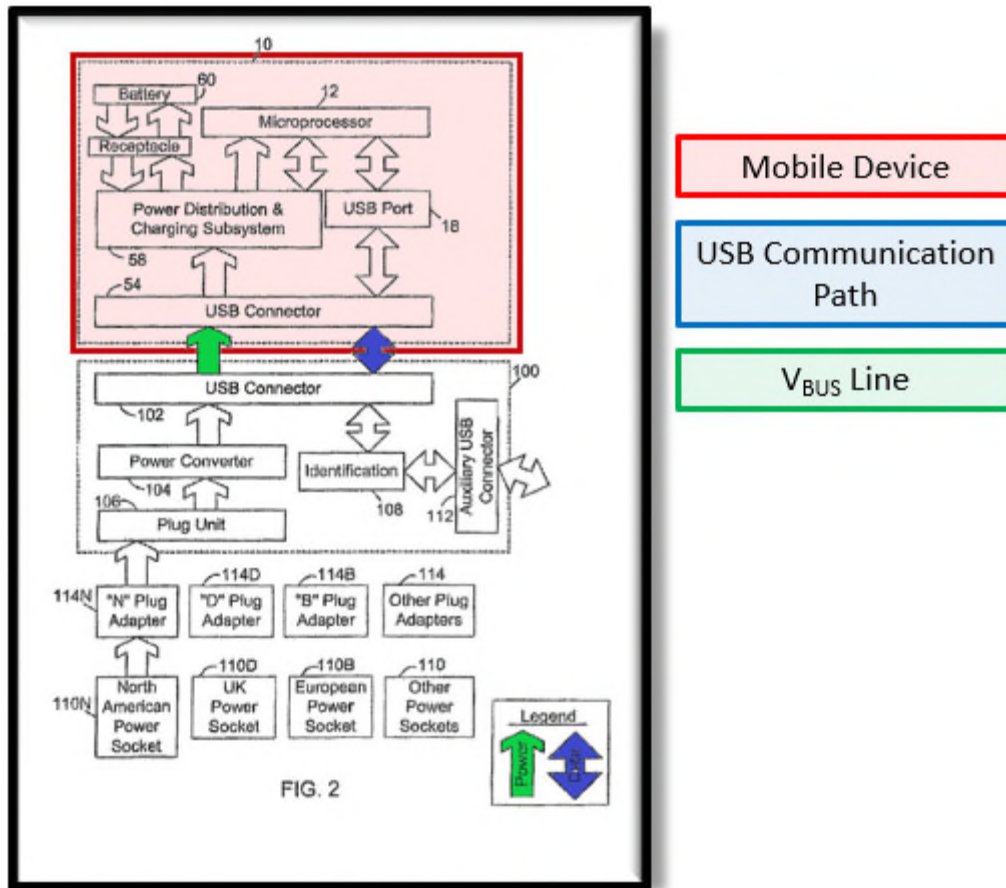 10
60
Battery
12
Microprocessor
Receptacle
Power Distribution &
Charging Subsystem
USB Port
18
58
54
USB Connector
100
USB Connector
102
Power Converter
104
Identification
108
Auxiliary USB
Connector
112
106
Plug Unit
114N
"N" Plug
Adapter
114D
"D" Plug
Adapter
114B
"B" Plug
Adapter
114
Other Plug
Adapters
110N
North
American
Power
Socket
110D
UK
Power
Socket
110B
European
Power
Socket
110
Other
Power
Sockets
Legend
Power
Data
FIG. 2
Mobile Device
USB Communication
Path
VBUS Line